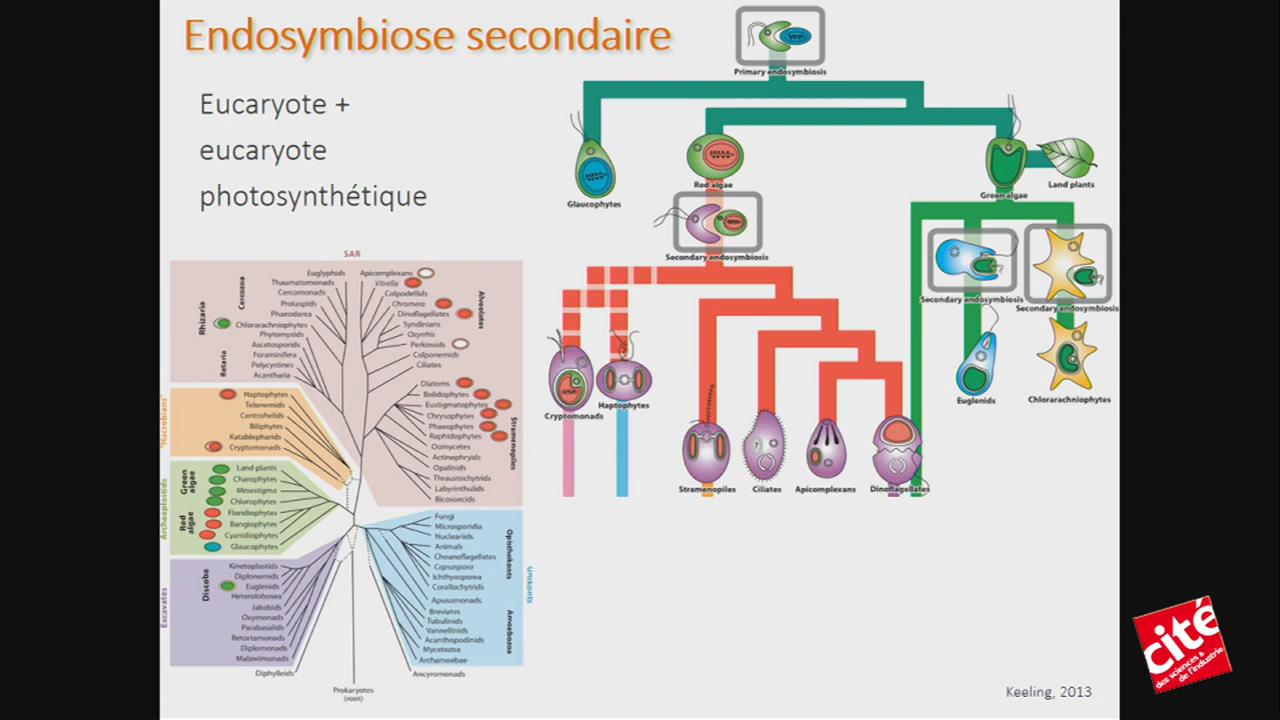 Endosymbiose secondaire
Eucaryote +
eucaryote
photosynthétique
Primary endosymbiosis
Glaucophytes
Red algae
Green algae
Land plants
Secondary endosymbiosis
Secondary endosymbiosis
Secondary endosymbiosis
Cryptomonads
Haptophytes
Euglenids
Chlorarachniophytes
Stramenopiles
Ciliates
Apicomplexans
Dinoflagellates
SAR
Rhizaria
Cercozoa
Retaria
Euglyphids
Thaumatomonads
Cercomonads
Protaspids
Phaeodarea
Chlorarachniophytes
Phytomyxids
Ascetosporids
Foraminifera
Polycystines
Acantharia
Apicomplexans
Vitrella
Colpodellids
Chromera
Dinoflagellates
Syndinians
Oxyrrhis
Perkinsids
Colponemids
Ciliates
Alveolates
Diatoms
Bolidophytes
Eustigmatophytes
Chrysophytes
Phaeophytes
Raphidophytes
Oomycetes
Actinophryids
Opalinids
Thraustochytrids
Labyrinthulids
Bicosoecids
Stramenopiles
"Hacrobians"
Haptophytes
Telonemids
Centrohelids
Biliphytes
Katablepharids
Cryptomonads
Archaeplastids
Green
algae
Red
algae
Land plants
Charophytes
Mesostigma
Chlorophytes
Floridiophytes
Bangiophytes
Cyanidiophytes
Glaucophytes
Excavates
Discoba
Kinetoplastids
Diplonemids
Euglenids
Heterolobosea
Jakobids
Oxymonads
Parabasalids
Retortamonads
Diplomonads
Malawimonads
Diphylleids
Fungi
Microsporidia
Nucleariids
Animals
Choanoflagellates
Capsaspora
Ichthyosporea
Corallochytrids
Apusomonads
Breviates
Tubulinids
Vannellinids
Acanthopodinids
Mycetozoa
Archamoebae
Ancyromonads
Opisthokonts
Amoebozoa
Unikonts
Prokaryotes
(root)
Keeling, 2013
cité
des sciences &
de l'industrie